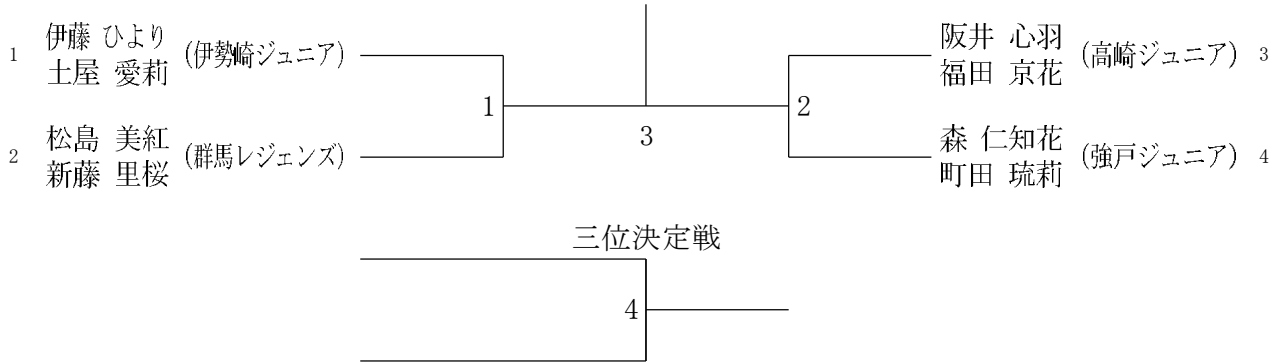 1 伊藤 ひより (伊勢崎ジュニア)
土屋 愛莉
2 松島 美紅 (群馬レジェンズ)
新藤 里桜
1
3
2
阪井 心羽 (高崎ジュニア) 3
福田 京花
森 仁知花 (強戸ジュニア) 4
町田 琉莉
三位決定戦
4